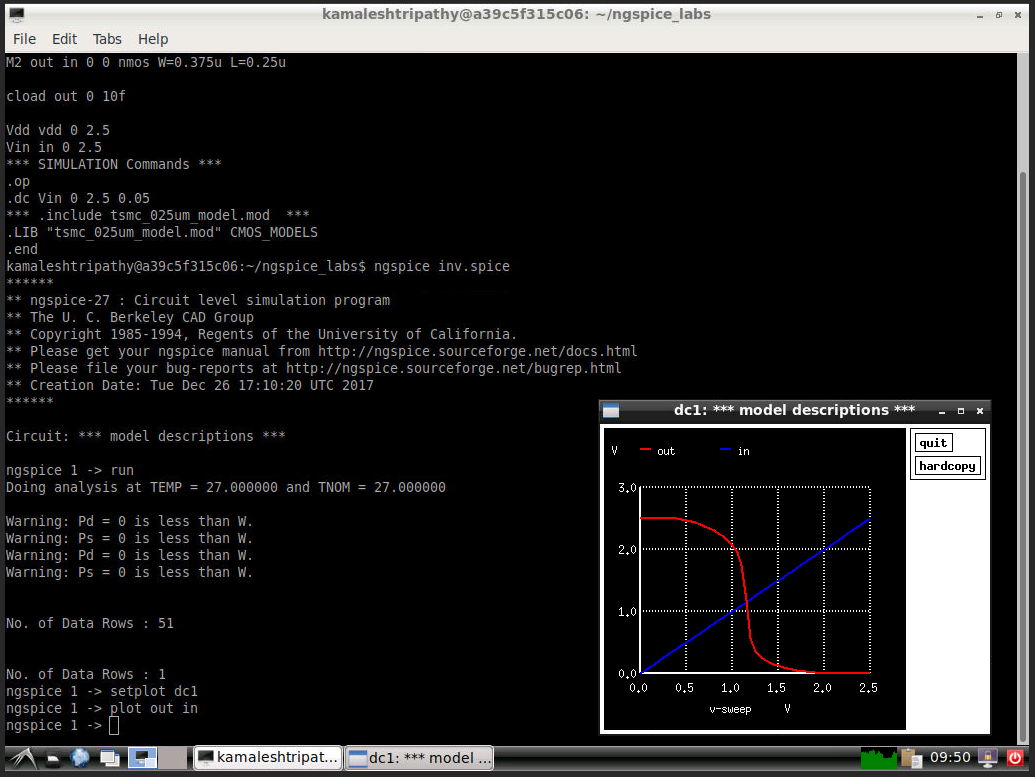 kamaleshtripathy@a39c5f315c06: ~/ngspice_labs
File Edit Tabs Help
M2 out in 0 0 nmos W=0.375u L=0.25u
cload out 0 10f
Vdd vdd 0 2.5
Vin in 0 2.5
*** SIMULATION Commands ***
.op
.dc Vin 0 2.5 0.05
*** .include tsmc_025um_model.mod  ***
.LIB "tsmc_025um_model.mod" CMOS_MODELS
.end
kamaleshtripathy@a39c5f315c06:~/ngspice_labs$ ngspice inv.spice
******
** ngspice-27 : Circuit level simulation program
** The U. C. Berkeley CAD Group
** Copyright 1985-1994, Regents of the University of California.
** Please get your ngspice manual from http://ngspice.sourceforge.net/docs.html
** Please file your bug-reports at http://ngspice.sourceforge.net/bugrep.html
** Creation Date: Tue Dec 26 17:10:20 UTC 2017
******
Circuit: *** model descriptions ***
ngspice 1 -> run
Doing analysis at TEMP = 27.000000 and TNOM = 27.000000
Warning: Pd = 0 is less than W.
Warning: Ps = 0 is less than W.
Warning: Pd = 0 is less than W.
Warning: Ps = 0 is less than W.
No. of Data Rows : 51
No. of Data Rows : 1
ngspice 1 -> setplot dc1
ngspice 1 -> plot out in
ngspice 1 ->
dc1: *** model descriptions ***
V out in
quit
hardcopy
3.0
2.0
1.0
0.0
0.0 0.5 1.0 1.5 2.0 2.5
v-sweep V
kamaleshtripat...
dc1: *** model ...
09:50